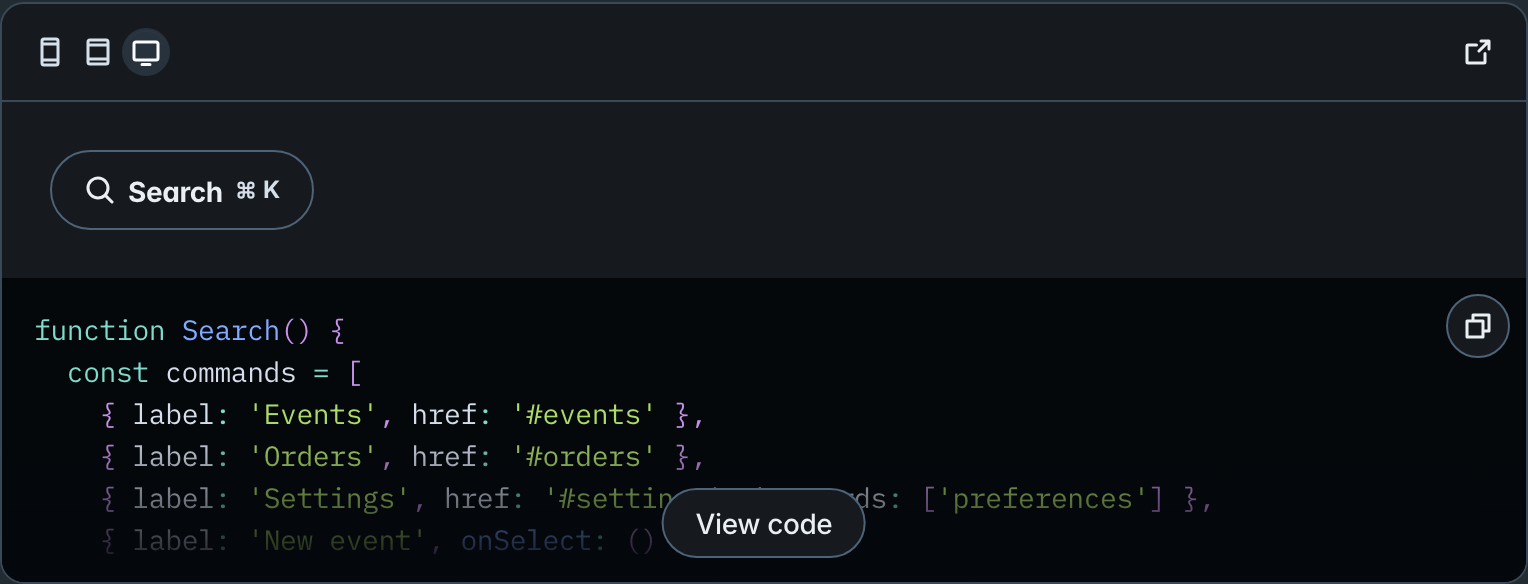 Search ⌘ K
function Search() {
const commands = [
{ label: 'Events', href: '#events' },
{ label: 'Orders', href: '#orders' },
{ label: 'Settings', href: '#settin ds: ['preferences'] },
{ label: 'New event', onSelect: ()
View code